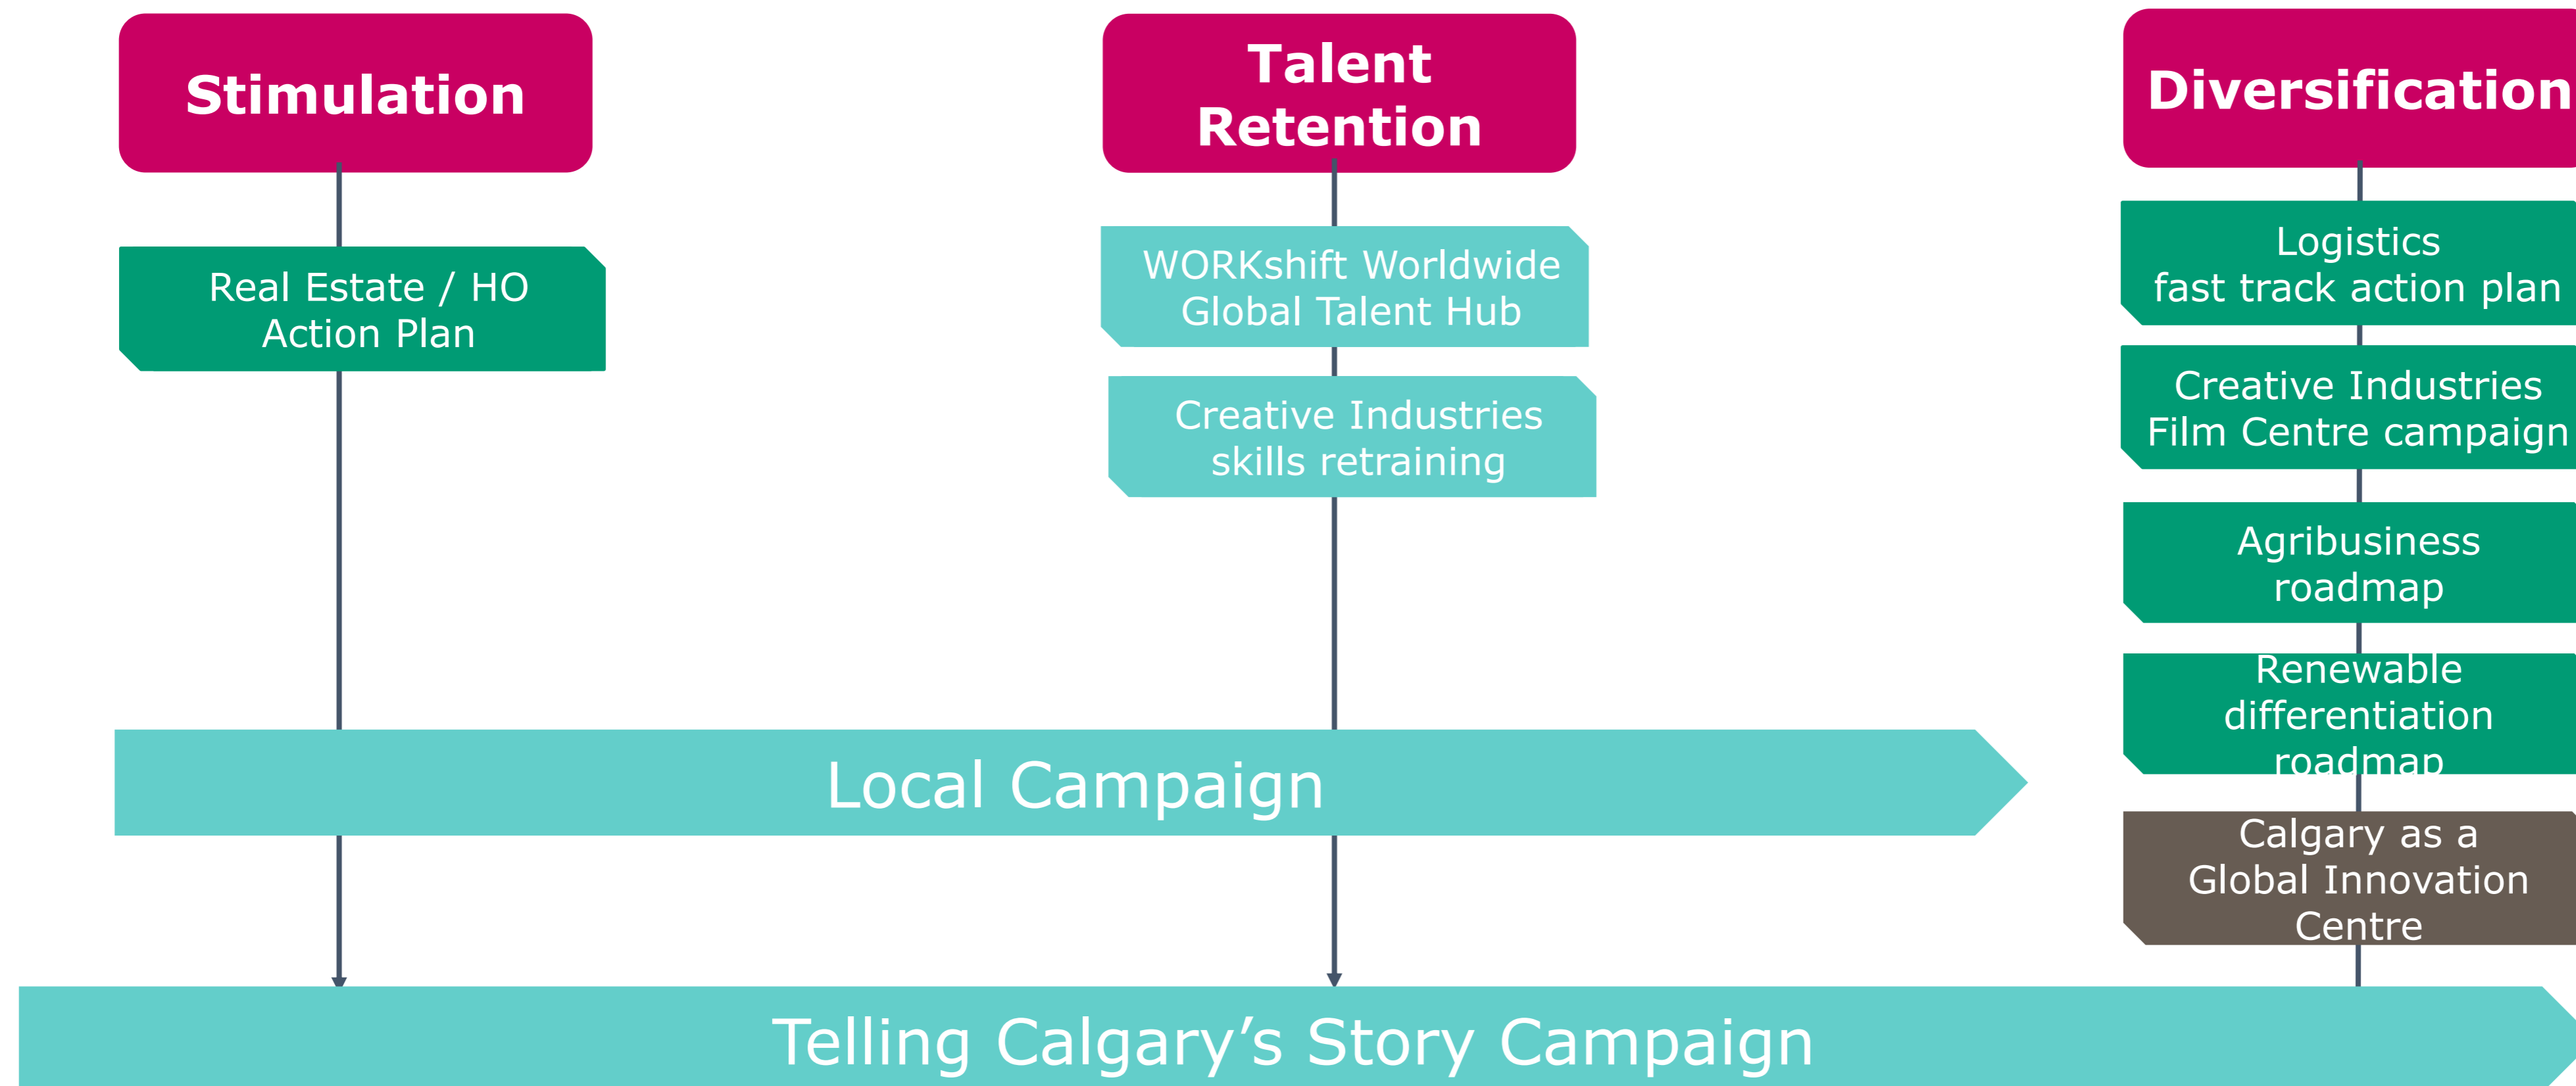 Stimulation
Talent
Retention
Diversification
Real Estate / HO
Action Plan
WORKshift Worldwide
Global Talent Hub
Creative Industries
skills retraining
Logistics
fast track action plan
Creative Industries
Film Centre campaign
Agribusiness
roadmap
Renewable
differentiation
roadmap
Calgary as a
Global Innovation
Centre
Local Campaign
Telling Calgary’s Story Campaign